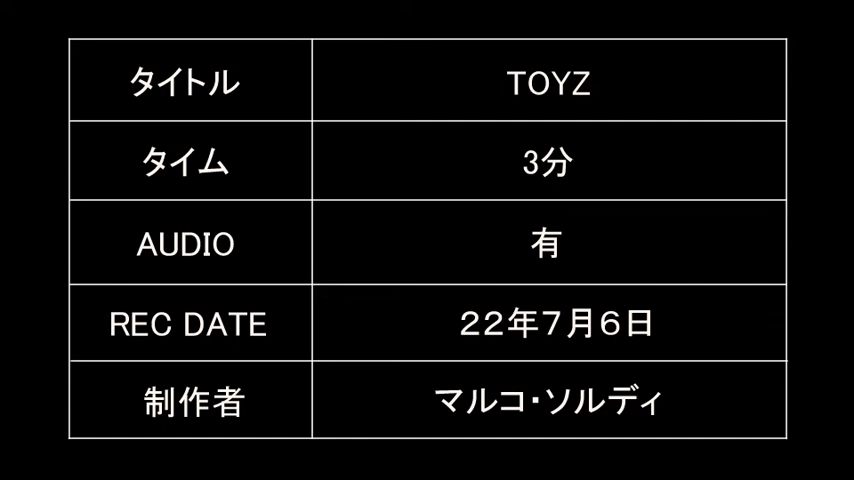 タイトル TOYZ
タイム 3分
AUDIO 有
REC DATE 22年7月6日
制作者 マルコ・ソルディ